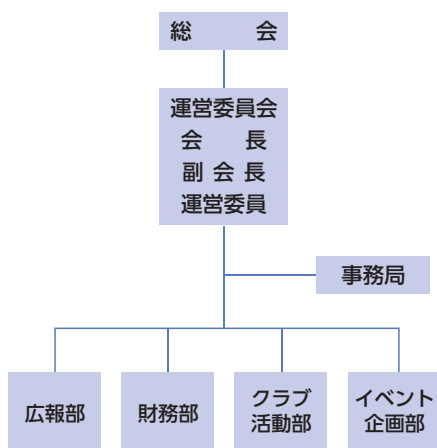 総　　会
運営委員会
会　　長
副 会 長
運営委員
事務局
広報部
財務部
クラブ
活動部
イベント
企画部